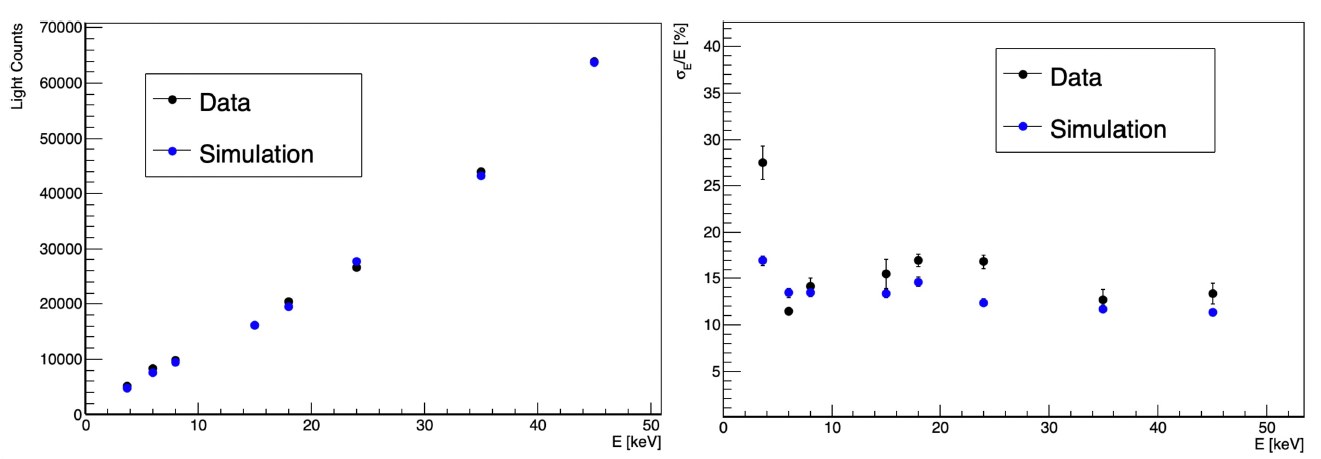 Light Counts
70000
60000
50000
40000
30000
20000
10000
0
Data
Simulation
0 10 20 30 40 50
E [keV]
σE/E [%]
40
35
30
25
20
15
10
5
Data
Simulation
0 10 20 30 40 50
E [keV]